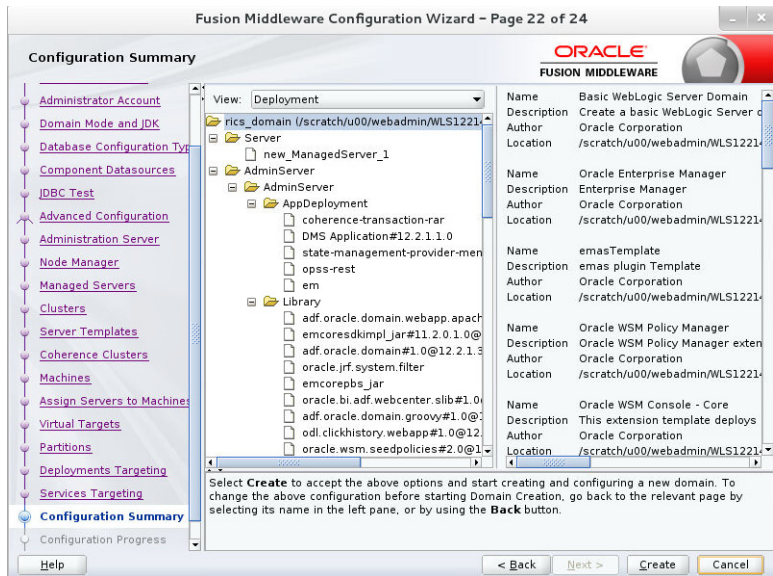 Fusion Middleware Configuration Wizard - Page 22 of 24
Configuration Summary
ORACLE
FUSION MIDDLEWARE
Administrator Account
Domain Mode and JDK
Database Configuration Typ
Component Datasources
JDBC Test
Advanced Configuration
Administration Server
Node Manager
Managed Servers
Clusters
Server Templates
Coherence Clusters
Machines
Assign Servers to Machines
Virtual Targets
Partitions
Deployments Targeting
Services Targeting
Configuration Summary
Configuration Progress
View: Deployment
rics_domain (/scratch/u00/webadmin/WLS1221
Server
new_ManagedServer_1
AdminServer
AdminServer
AppDeployment
coherence-transaction-rar
DMS Application#12.2.1.1.0
state-management-provider-men
opss-rest
em
Library
adf.oracle.domain.webapp.apach
emcoresdkimpl_jar#11.2.0.1.0@
adf.oracle.domain#1.0@12.2.1.3
oracle.jrf.system.filter
emcorepbs_jar
oracle.bi.adf.webcenter.slib#1.0
adf.oracle.domain.groovy#1.0@
odl.clickhistory.webapp#1.0@12.
oracle.wsm.seedpolicies#2.0@1
Name Basic WebLogic Server Domain
Description Create a basic WebLogic Server d
Author Oracle Corporation
Location /scratch/u00/webadmin/WLS1221
Name Oracle Enterprise Manager
Description Enterprise Manager
Author Oracle Corporation
Location /scratch/u00/webadmin/WLS1221
Name emasTemplate
Description emas plugin Template
Author Oracle Corporation
Location /scratch/u00/webadmin/WLS1221
Name Oracle WSM Policy Manager
Description Oracle WSM Policy Manager exten
Author Oracle Corporation
Location /scratch/u00/webadmin/WLS1221
Name Oracle WSM Console - Core
Description This extension template deploys
Author Oracle Corporation
Location /scratch/u00/webadmin/WLS1221
Select Create to accept the above options and start creating and configuring a new domain. To
change the above configuration before starting Domain Creation, go back to the relevant page by
selecting its name in the left pane, or by using the Back button.
Help
< Back
Next >
Create
Cancel